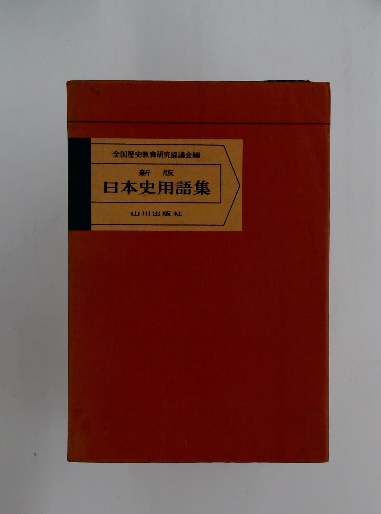 全国歴史教育研究協議会編
新版
日本史用語集
山川出版社